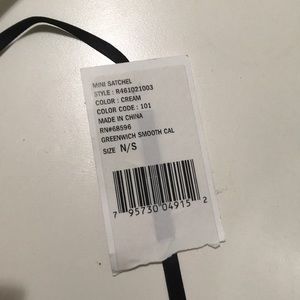 MINI SATCHEL
STYLE : R461021003
COLOR : CREAM
COLOR CODE : 101
MADE IN CHINA
RN#68596
GREENWICH SMOOTH CAL
SIZE N/S
7 95730 04915 2